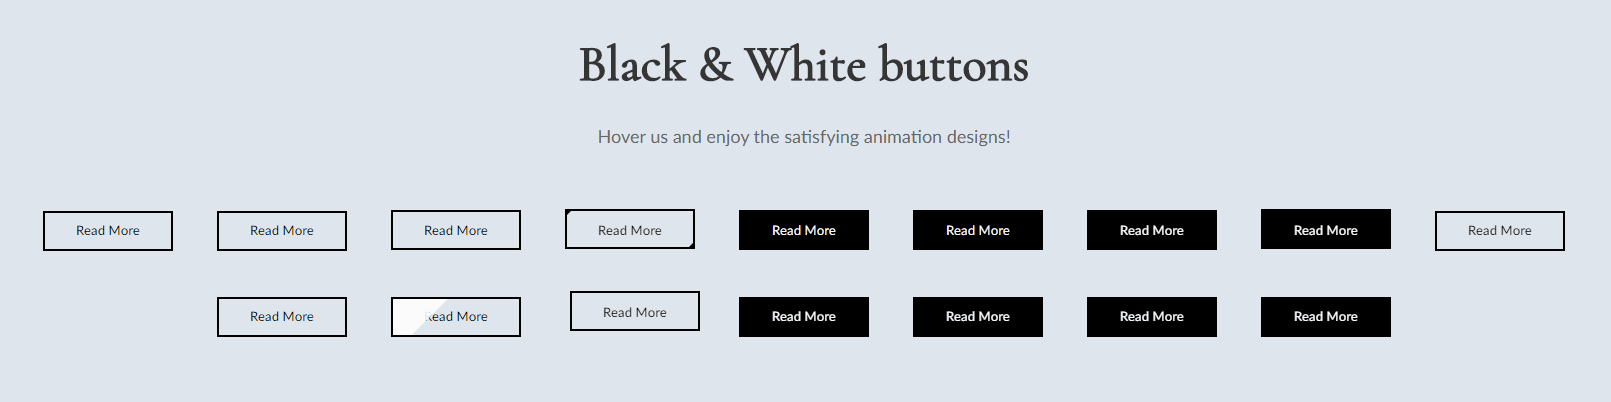 Black & White buttons
Hover us and enjoy the satisfying animation designs!
Read More Read More Read More Read More Read More Read More Read More Read More Read More
Read More Read More Read More Read More Read More Read More Read More